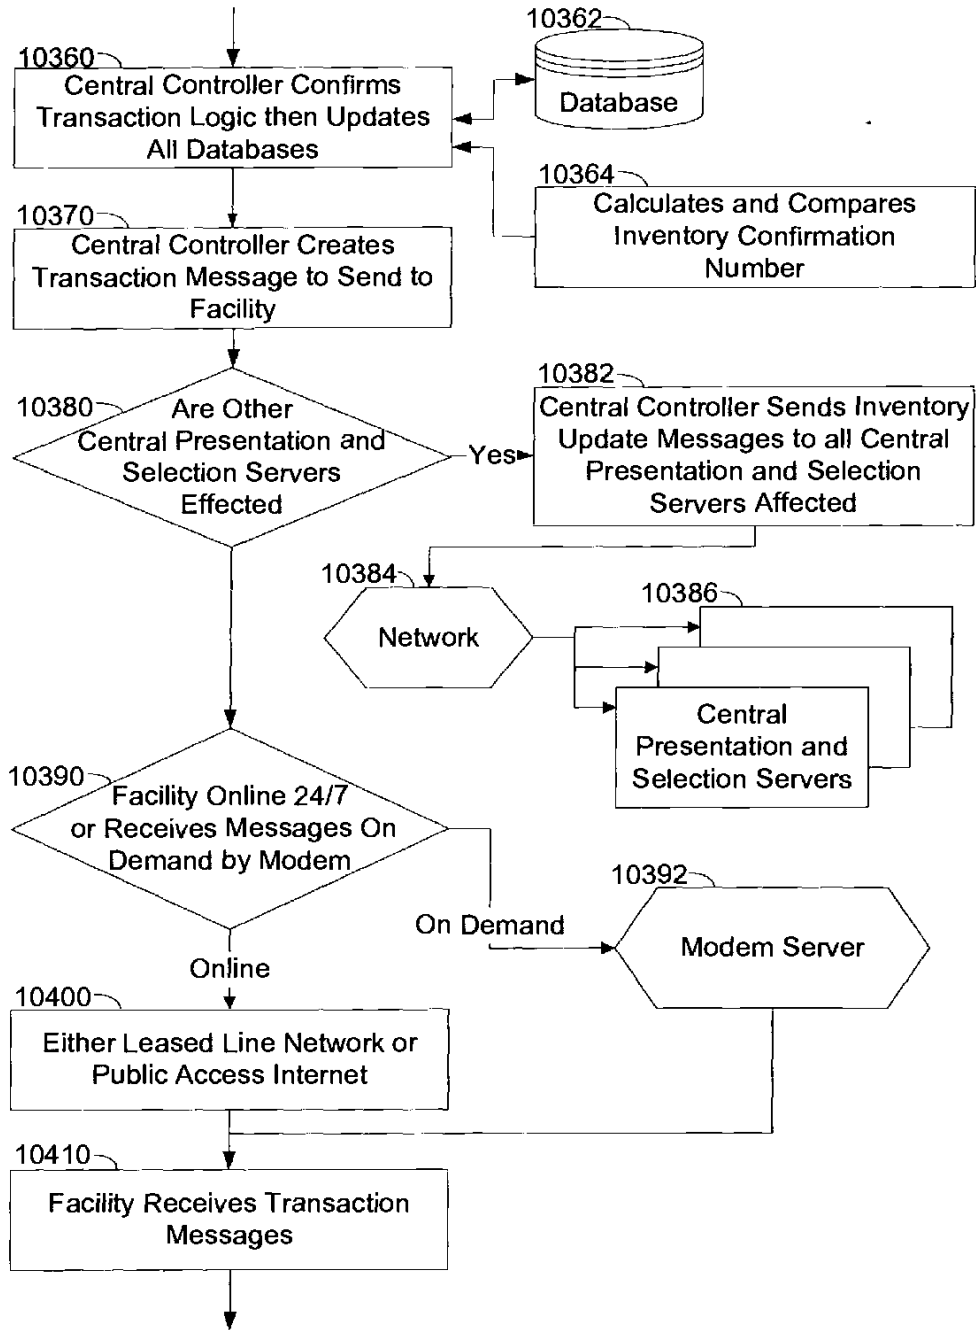 10360
Central Controller Confirms
Transaction Logic then Updates
All Databases
10362
Database
10364
Calculates and Compares
Inventory Confirmation
Number
10370
Central Controller Creates
Transaction Message to Send to
Facility
10380
Are Other
Central Presentation and
Selection Servers
Effected
Yes
10382
Central Controller Sends Inventory
Update Messages to all Central
Presentation and Selection
Servers Affected
10384
Network
10386
Central
Presentation and
Selection Servers
10390
Facility Online 24/7
or Receives Messages On
Demand by Modem
On Demand
10392
Modem Server
Online
10400
Either Leased Line Network or
Public Access Internet
10410
Facility Receives Transaction
Messages